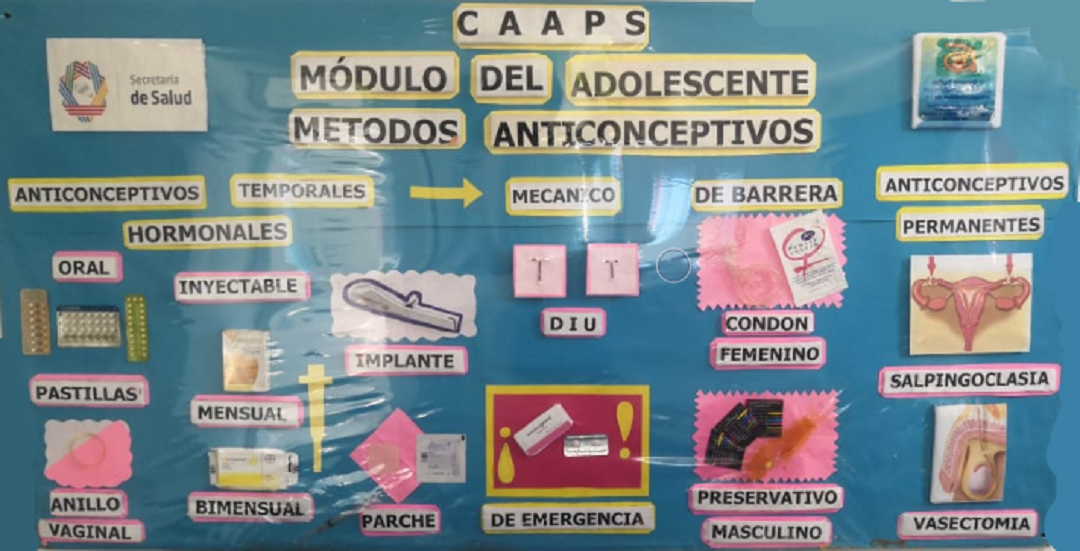 CAAPS
MÓDULO DEL ADOLESCENTE
METODOS ANTICONCEPTIVOS
Secretaría
de Salud
ANTICONCEPTIVOS TEMPORALES
HORMONALES
ORAL
PASTILLAS
ANILLO
VAGINAL
INYECTABLE
MENSUAL
BIMENSUAL
IMPLANTE
PARCHE
MECANICO
DIU
DE EMERGENCIA
DE BARRERA
CONDON
FEMENINO
PRESERVATIVO
MASCULINO
ANTICONCEPTIVOS
PERMANENTES
SALPINGOCLASIA
VASECTOMIA